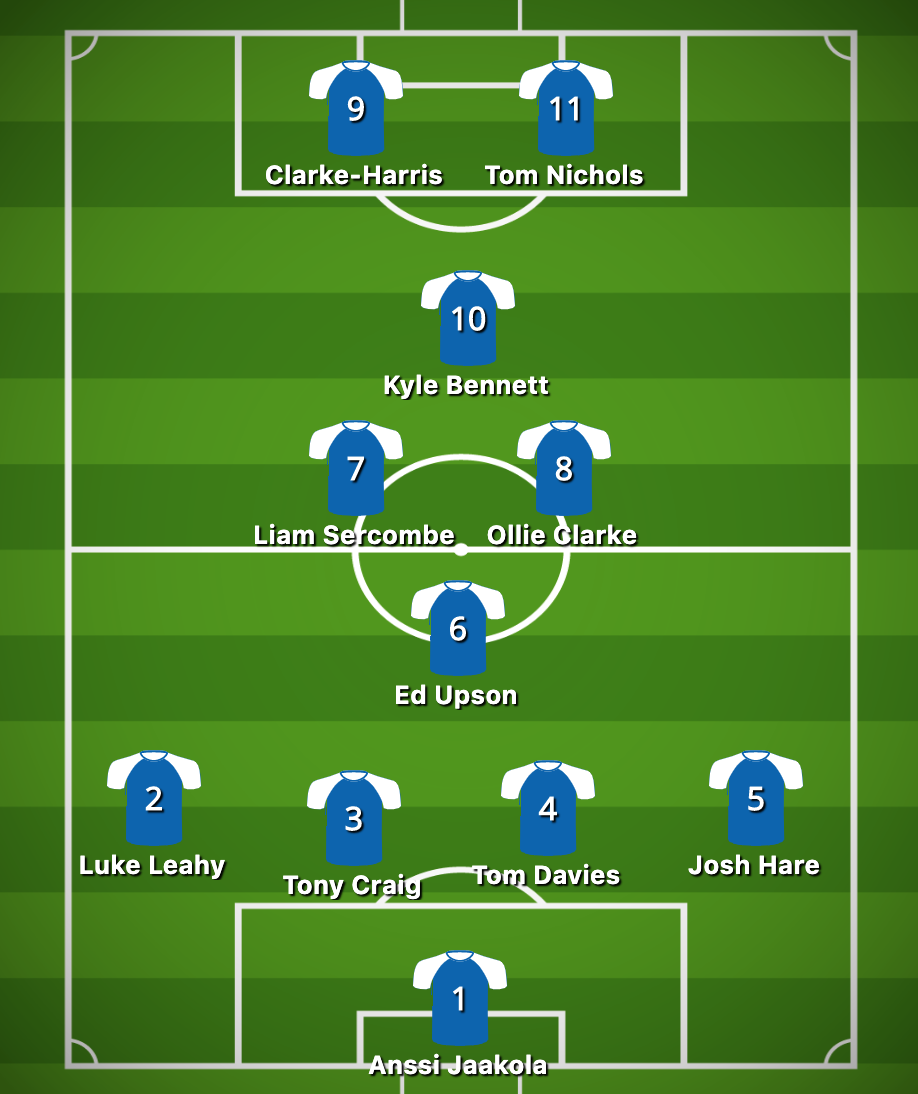 9
11
Clarke-Harris
Tom Nichols
10
Kyle Bennett
7
8
Liam Sercombe
Ollie Clarke
6
Ed Upson
2
3
4
5
Luke Leahy
Tony Craig
Tom Davies
Josh Hare
1
Anssi Jaakola